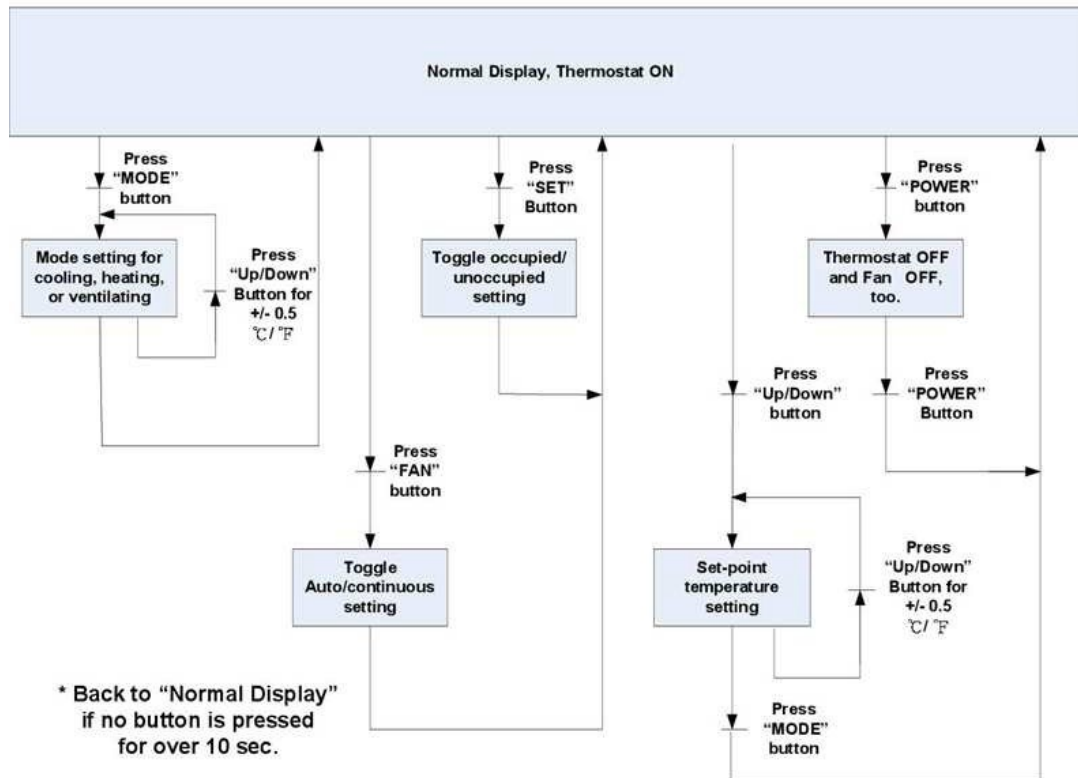 Normal Display, Thermostat ON
Press
“MODE”
button
Mode setting for
cooling, heating,
or ventilating
Press
“Up/Down”
Button for
+/- 0.5
℃/℉
Press
“FAN”
button
Toggle
Auto/continuous
setting
Press
“SET”
Button
Toggle occupied/
unoccupied
setting
Press
“Up/Down”
button
Set-point
temperature
setting
Press
“Up/Down”
Button for
+/- 0.5
℃/℉
Press
“MODE”
button
Press
“POWER”
button
Thermostat OFF
and Fan OFF,
too.
Press
“POWER”
Button
* Back to “Normal Display”
if no button is pressed
for over 10 sec.